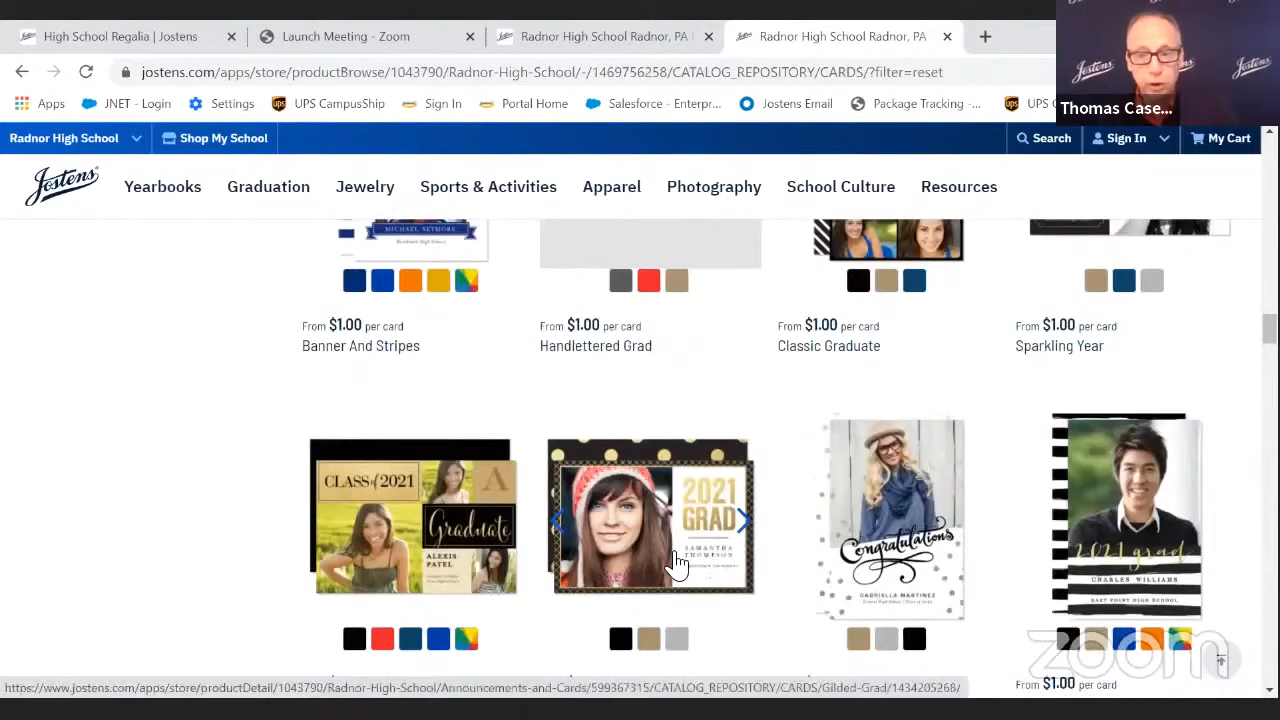 High School Regalia | Jostens
Launch Meeting - Zoom
Radnor High School Radnor, PA
Radnor High School Radnor, PA
jostens.com/apps/store/productBrowse/1043790/Radnor-High-School/-/1469756258/CATALOG_REPOSITORY/CARDS/?filter=reset
Apps
JNET - Login
Settings
UPS CampusShip
Sign In
Portal Home
Salesforce - Enterpr...
Jostens Email
Package Tracking -...
UPS
Jostens
Jostens
Thomas Case...
Radnor High School
Shop My School
Search
Sign In
My Cart
Jostens
Yearbooks
Graduation
Jewelry
Sports & Activities
Apparel
Photography
School Culture
Resources
MICHAEL SEYMORE
From $1.00 per card
Banner And Stripes
From $1.00 per card
Handlettered Grad
From $1.00 per card
Classic Graduate
From $1.00 per card
Sparkling Year
CLASS of 2021
A
Graduate
ALEXIS
PATEL
2021
GRAD
SAMANTHA
THOMPSON
Congratulations
GABRIELLA MARTINEZ
2021 grad
CHARLES WILLIAMS
EAST POINT HIGH SCHOOL
From $1.00 per card
zoom
https://www.jostens.com/apps/store/productDetail/1043790/Radnor-High-School/Announcements-and-Cards/599367315/CATALOG_REPOSITORY/CARDS/Gilded-Grad/1434205268/